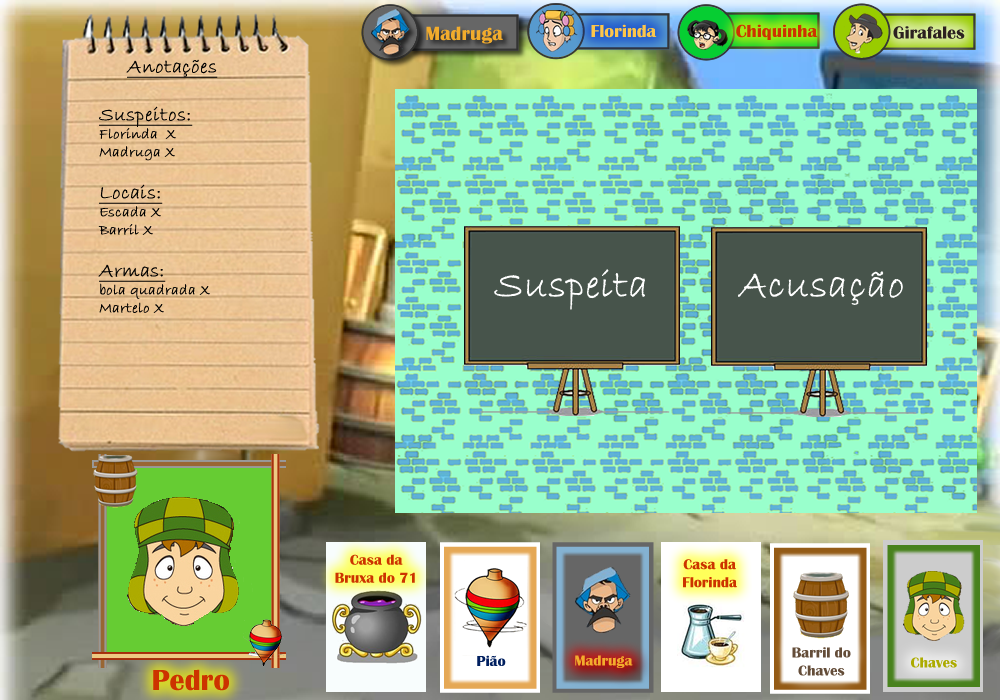 Anotações
Suspeitos:
Florinda X
Madruga X
Locais:
Escada X
Barril X
Armas:
bola quadrada X
Martelo X
Madruga
Florinda
Chiquinha
Girafales
Suspeita
Acusação
Pedro
Casa da
Bruxa do 71
Pião
Madruga
Casa da
Florinda
Barril do
Chaves
Chaves